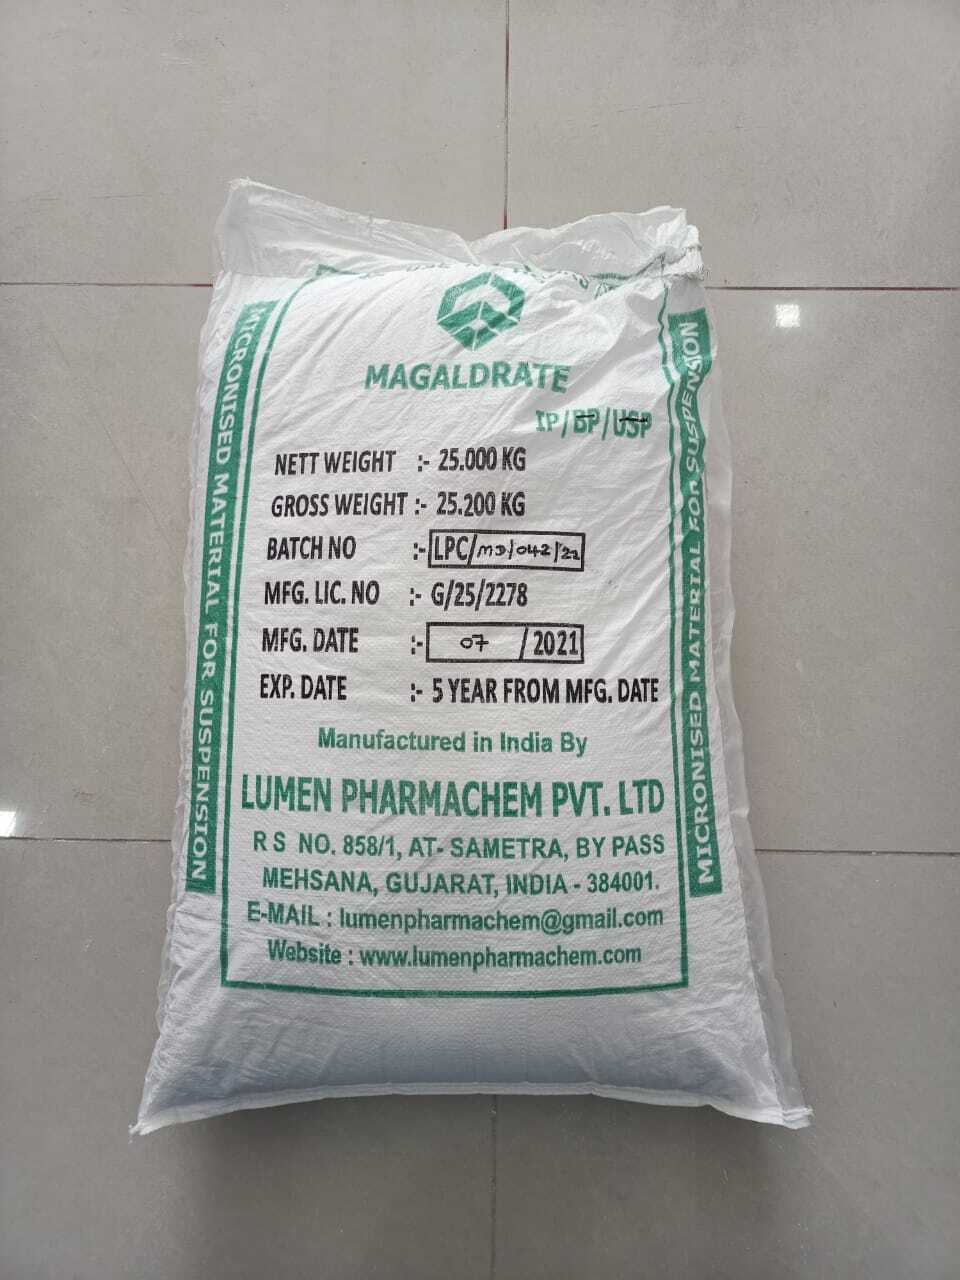 MAGALDRATE
IP/BP/USP
NETT WEIGHT :- 25.000 KG
GROSS WEIGHT :- 25.200 KG
BATCH NO :- LPC/MD/042/22
MFG. LIC. NO :- G/25/2278
MFG. DATE :- 07 / 2021
EXP. DATE :- 5 YEAR FROM MFG. DATE
Manufactured in India By
LUMEN PHARMACHEM PVT. LTD
R S NO. 858/1, AT- SAMETRA, BY PASS
MEHSANA, GUJARAT, INDIA - 384001.
E-MAIL : lumenpharmachem@gmail.com
Website : www.lumenpharmachem.com
MICRONISED MATERIAL FOR SUSPENSION
MICRONISED MATERIAL FOR SUSPENSION